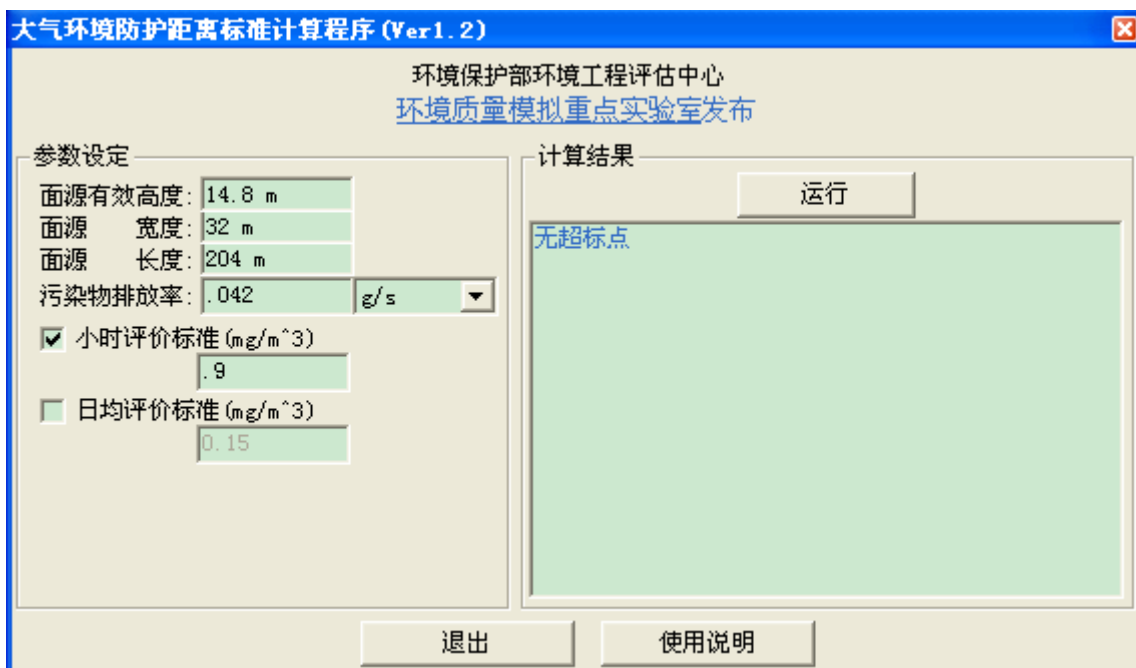 大气环境防护距离标准计算程序(Ver1.2)
环境保护部环境工程评估中心
环境质量模拟重点实验室发布
参数设定
面源有效高度: 14.8 m
面源 宽度: 32 m
面源 长度: 204 m
污染物排放率: .042 g/s
小时评价标准(mg/m^3)
.9
日均评价标准(mg/m^3)
0.15
计算结果
运行
无超标点
退出
使用说明